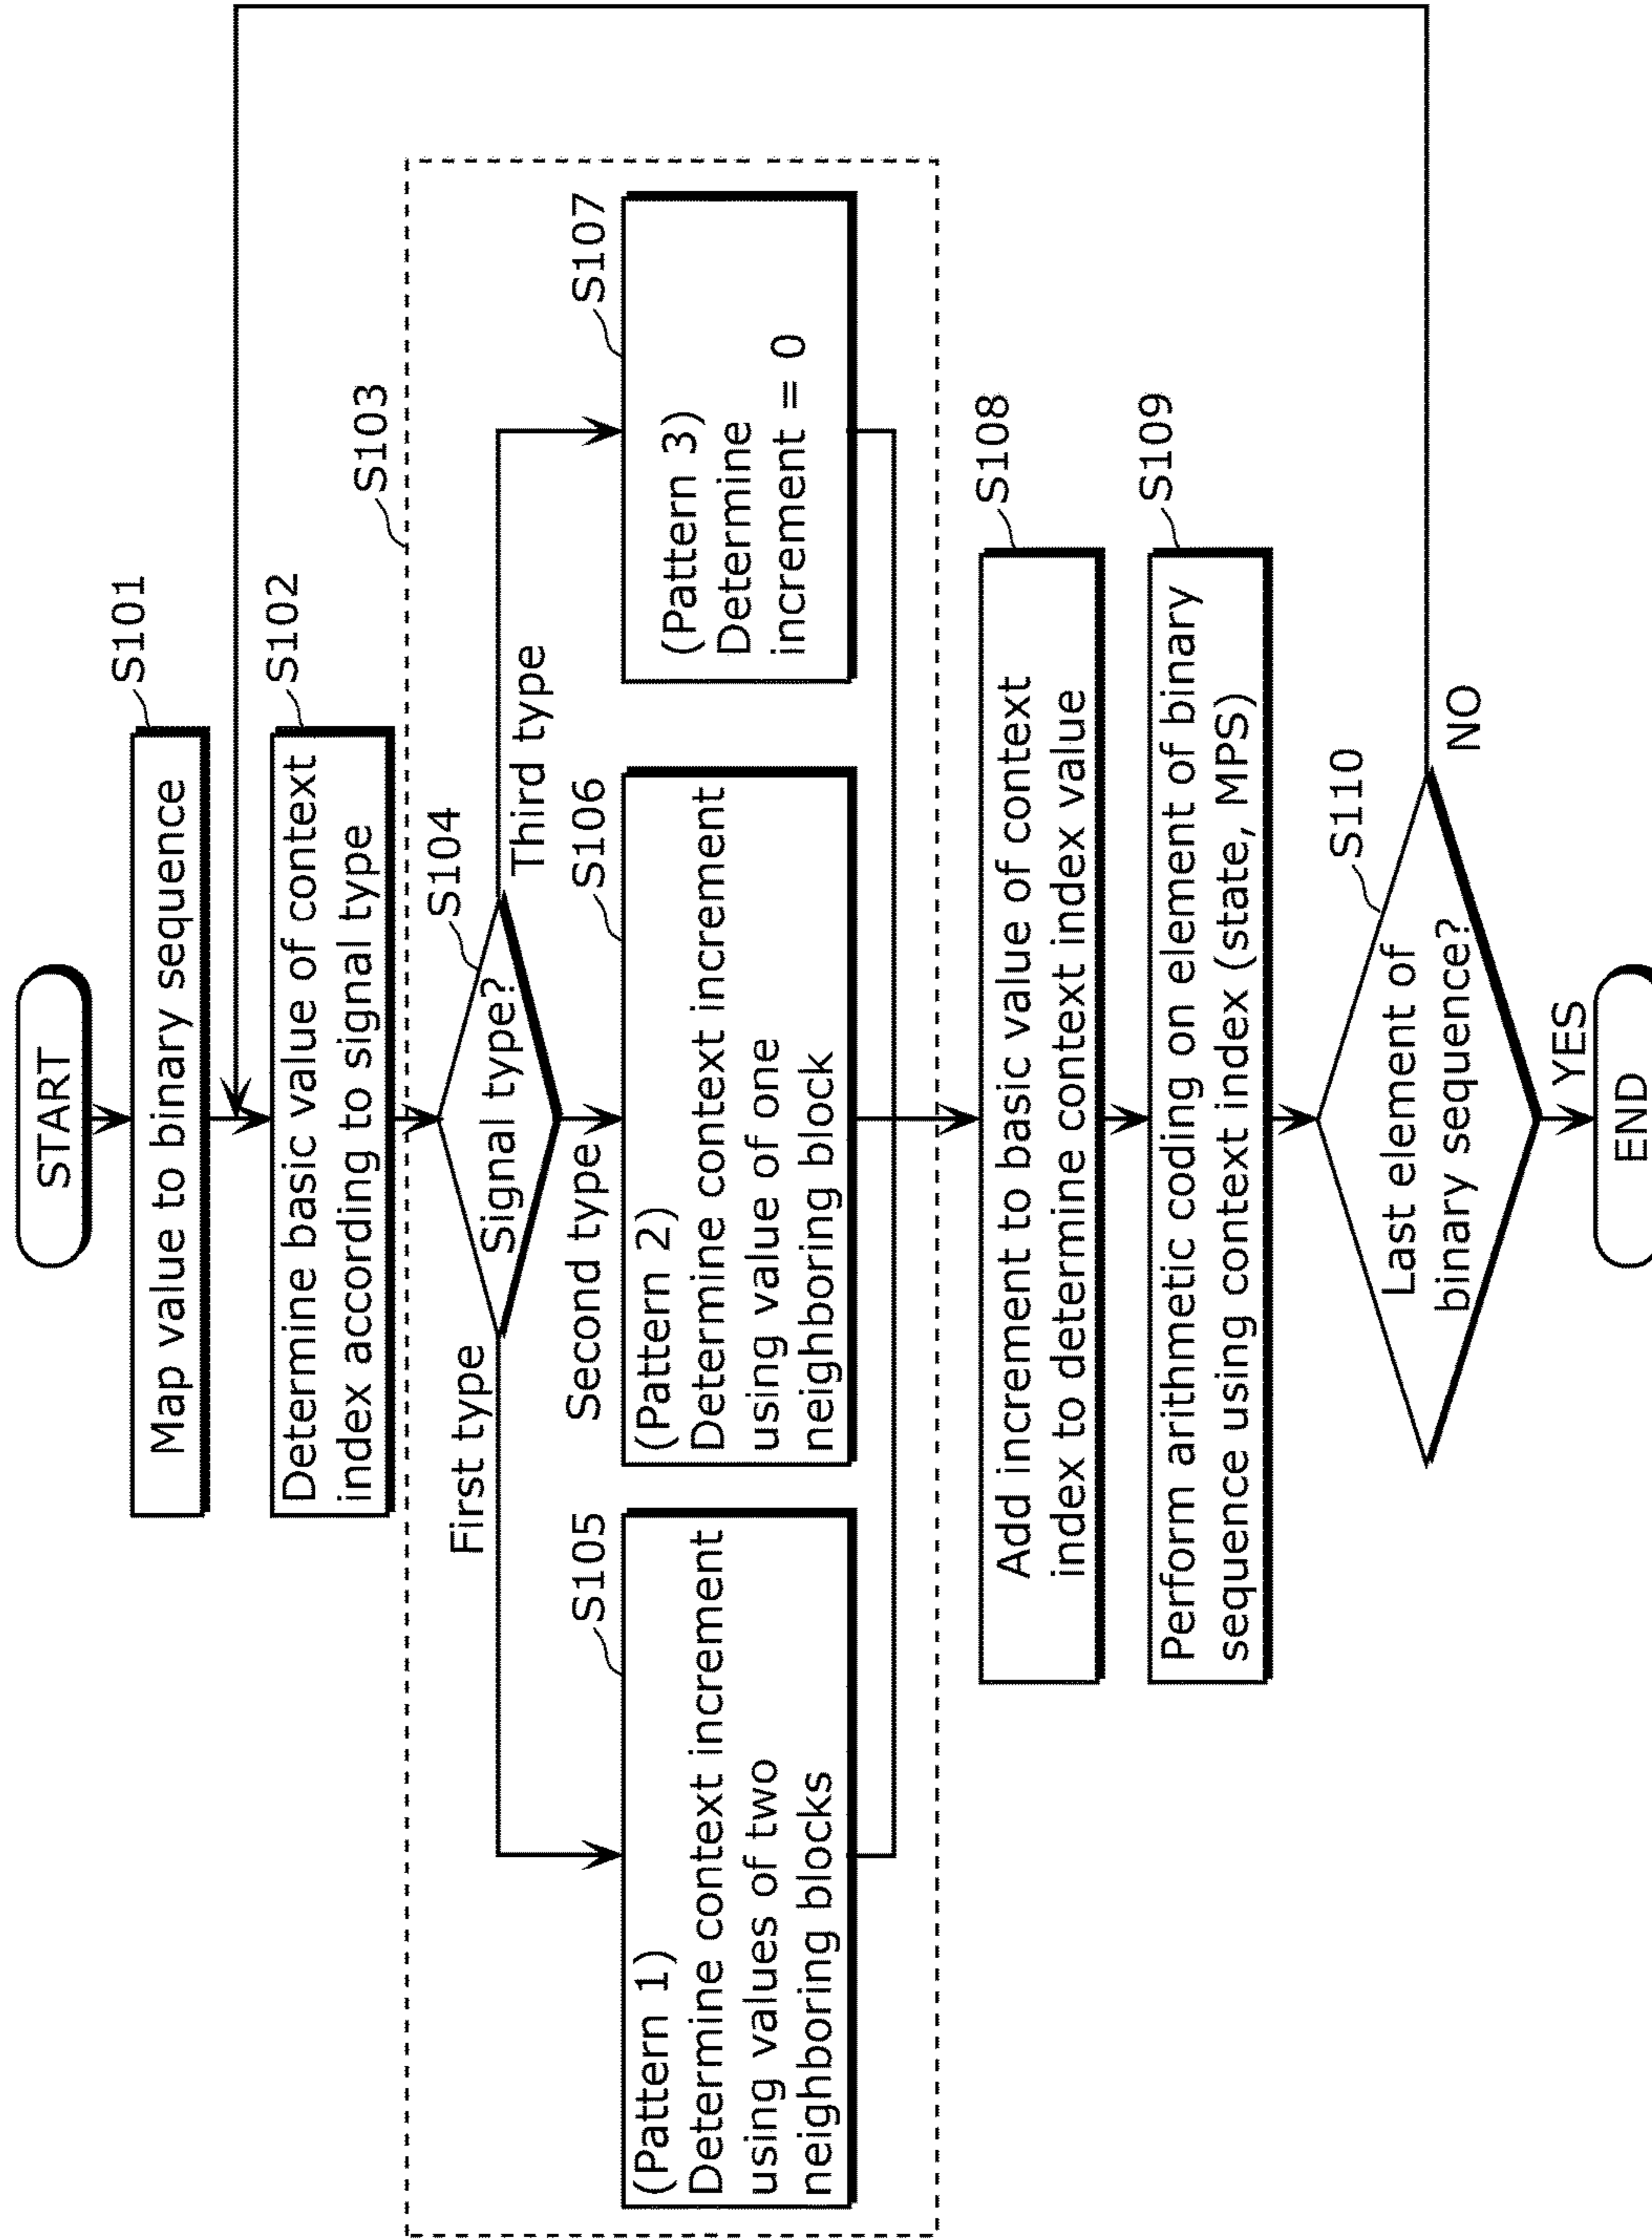 START
S101
Map value to binary sequence
S102
Determine basic value of context
index according to signal type
S103
S104
Signal type?
First type
Second type
Third type
S105
(Pattern 1)
Determine context increment
using values of two
neighboring blocks
S106
(Pattern 2)
Determine context increment
using value of one
neighboring block
S107
(Pattern 3)
Determine
increment = 0
S108
Add increment to basic value of context
index to determine context index value
S109
Perform arithmetic coding on element of binary
sequence using context index (state, MPS)
S110
Last element of
binary sequence?
NO
YES
END